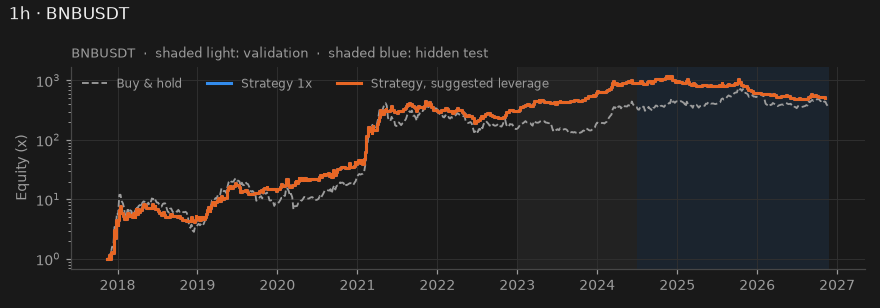 1h · BNBUSDT
BNBUSDT · shaded light: validation · shaded blue: hidden test
Buy & hold
Strategy 1x
Strategy, suggested leverage
Equity (x)
10³
10²
10¹
10⁰
2018 2019 2020 2021 2022 2023 2024 2025 2026 2027